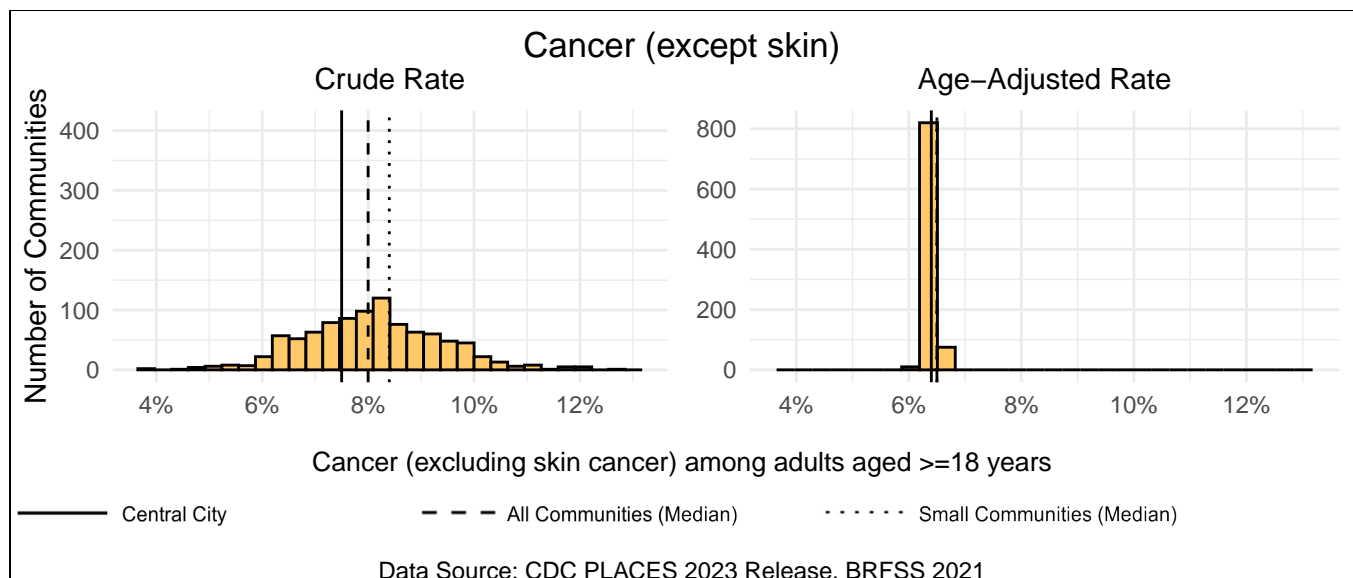 Cancer (except skin)
Crude Rate
Age−Adjusted Rate
Number of Communities
400
300
200
100
0
4%
6%
8%
10%
12%
800
600
400
200
0
4%
6%
8%
10%
12%
Cancer (excluding skin cancer) among adults aged >=18 years
Central City
All Communities (Median)
Small Communities (Median)
Data Source: CDC PLACES 2023 Release, BRFSS 2021